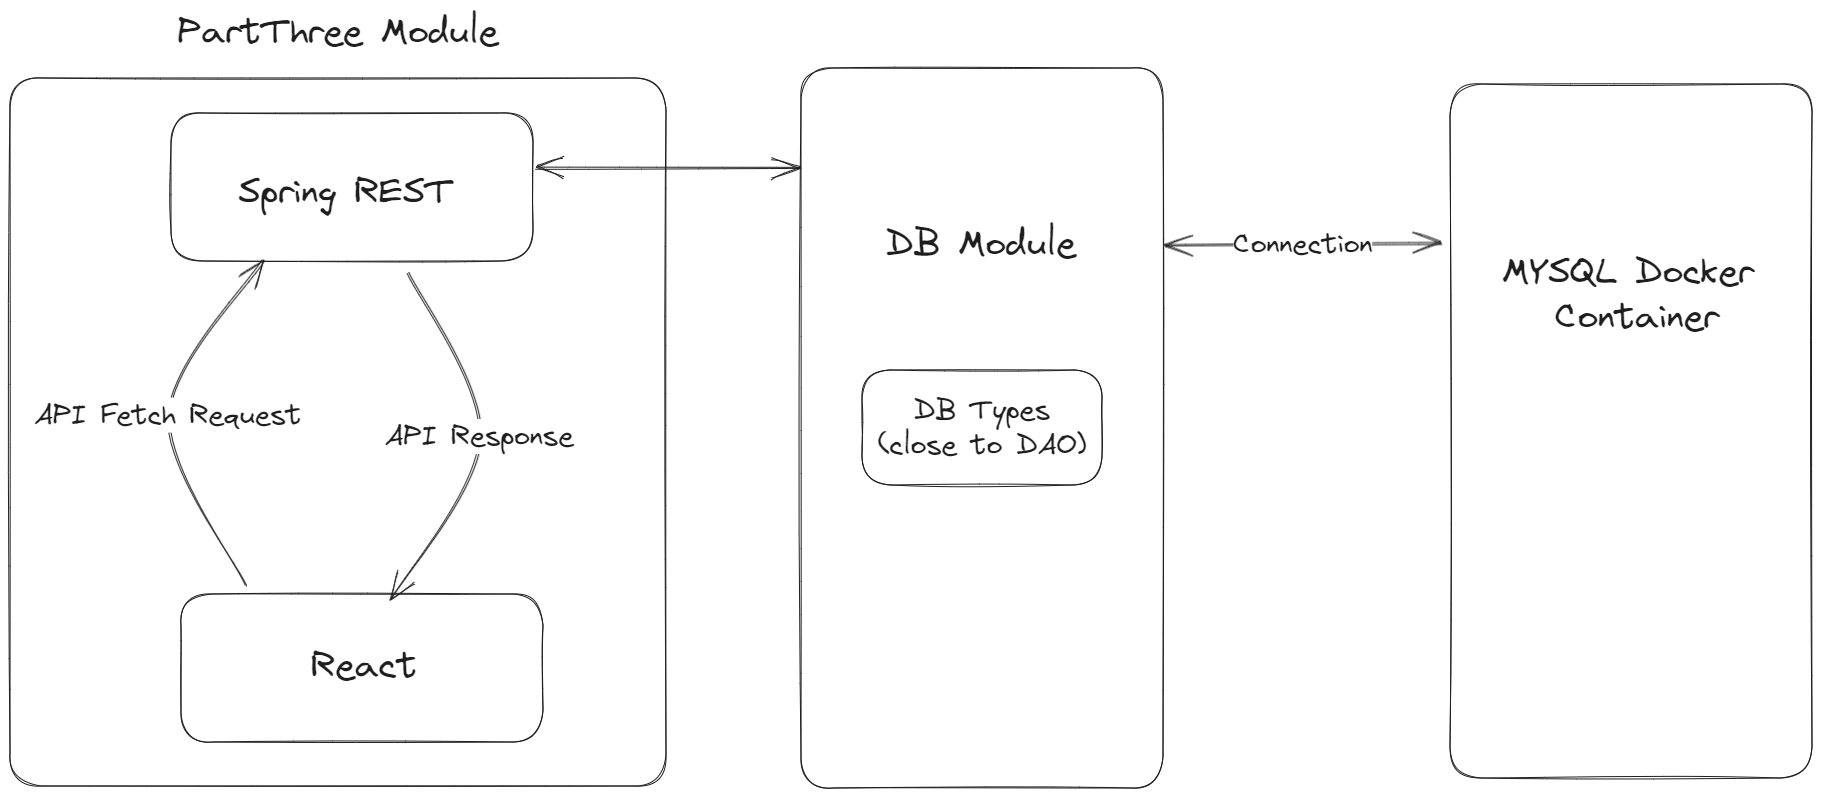 PartThree Module
Spring REST
API Fetch Request
API Response
React
DB Module
DB Types
(close to DAO)
Connection
MYSQL Docker
Container